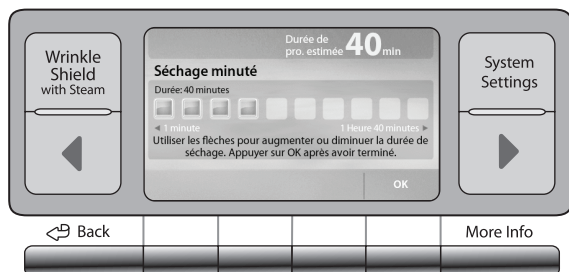 Wrinkle
Shield
with Steam
Durée de
pro. estimée 40 min
Séchage minuté
Durée: 40 minutes
◄ 1 minute
1 Heure 40 minutes ►
Utiliser les flèches pour augmenter ou diminuer la durée de
séchage. Appuyer sur OK après avoir terminé.
OK
System
Settings
Back
More Info